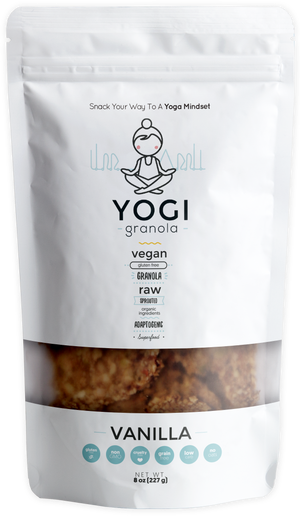 Snack Your Way To A Yoga Mindset
YOGI
granola
vegan
gluten free
GRANOLA
raw
SPROUTED
organic
ingredients
ADAPTOGENIC
Superfood
VANILLA
NET WT
8 oz (227 g)